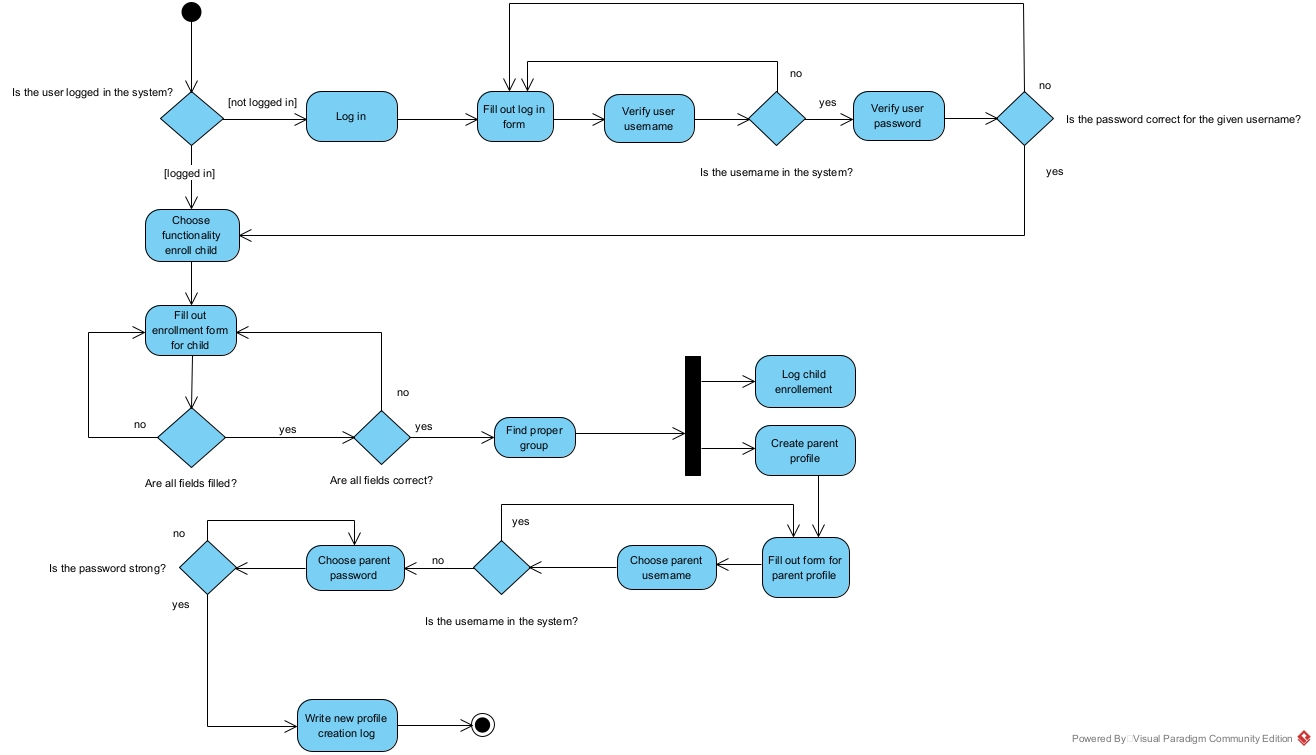 Is the user logged in the system?
[not logged in]
Log in
Fill out log in
form
Verify user
username
no
yes
Verify user
password
no
Is the password correct for the given username?
Is the username in the system?
yes
[logged in]
Choose
functionality
enroll child
Fill out
enrollment form
for child
no
yes
no
yes
Are all fields filled?
Are all fields correct?
Find proper
group
Log child
enrollement
Create parent
profile
yes
no
Is the password strong?
yes
Choose parent
password
no
Is the username in the system?
Choose parent
username
Fill out form for
parent profile
Write new profile
creation log
Powered By Visual Paradigm Community Edition